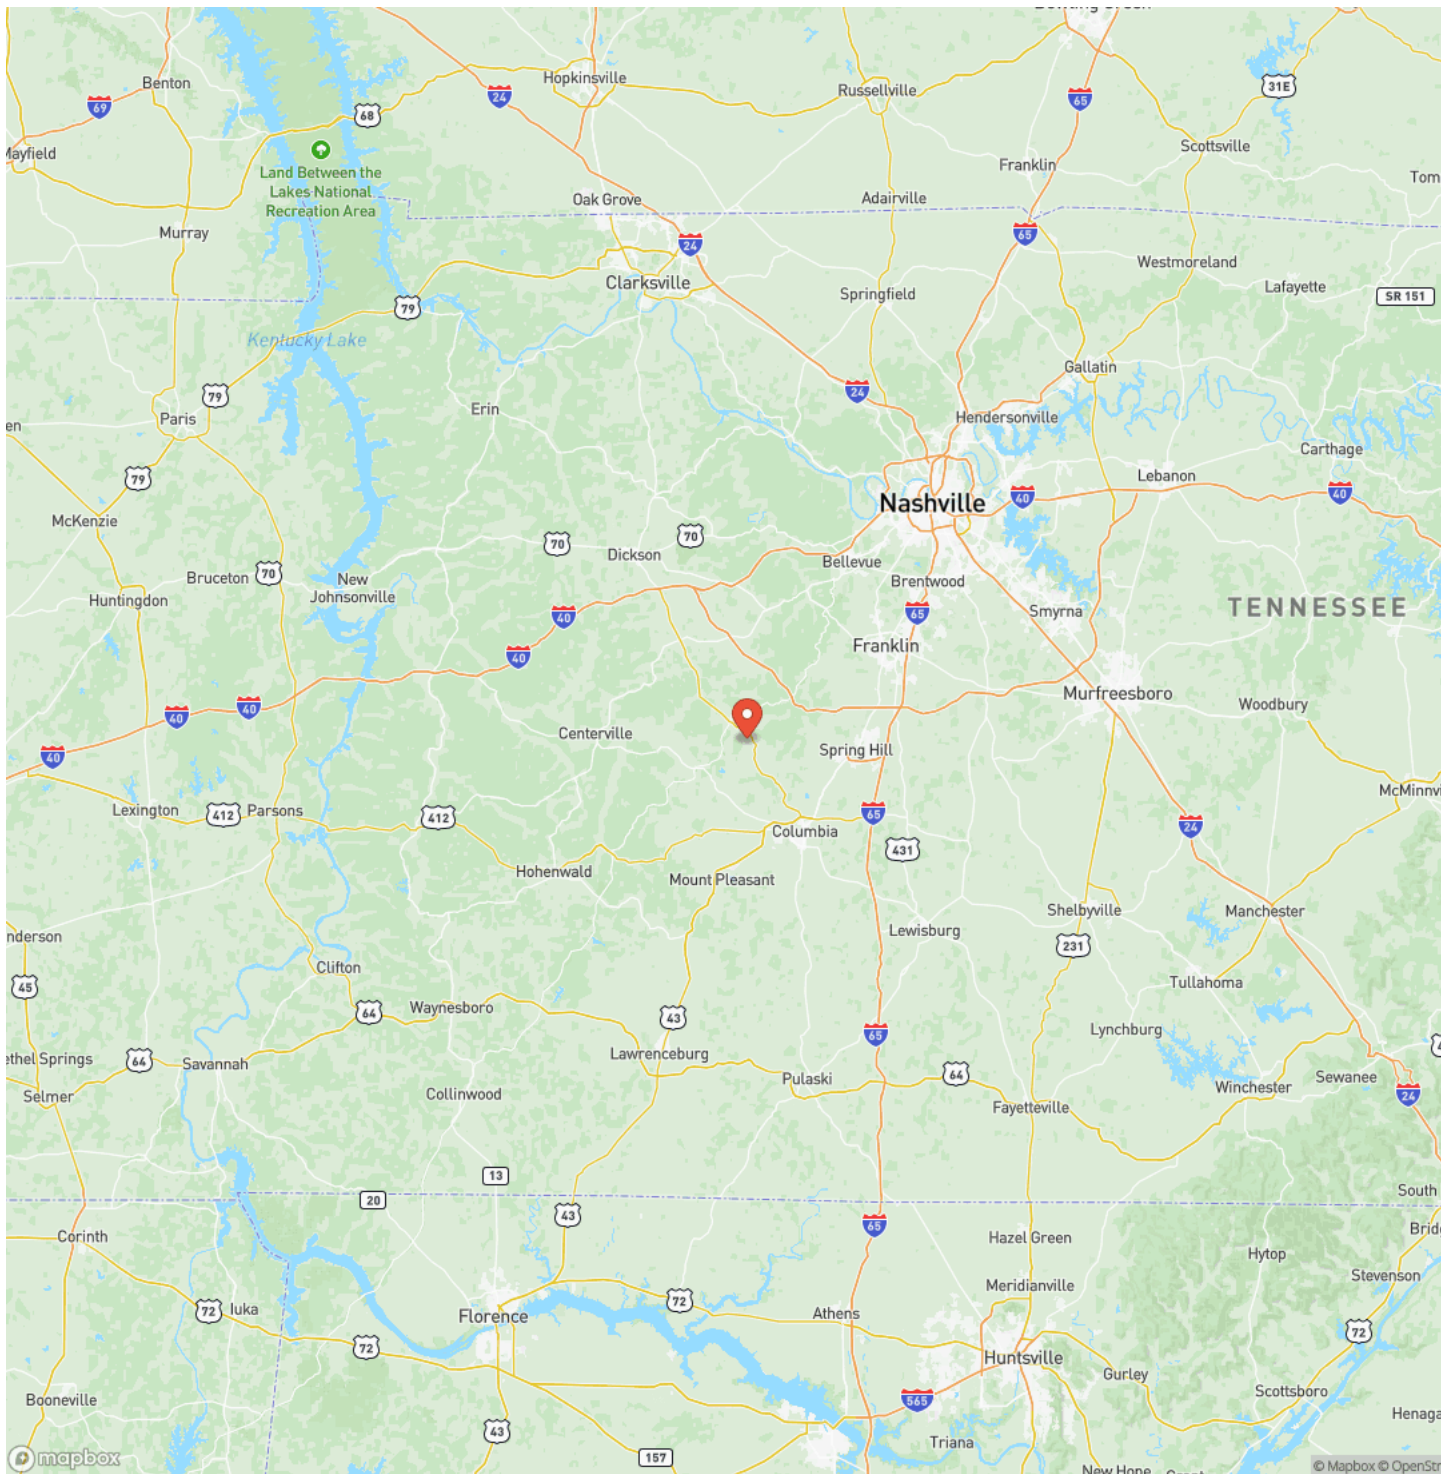 Bowling Green
Benton
Hopkinsville
24
Russellville
31E
69
68
65
Mayfield
Land Between the
Lakes National
Recreation Area
Franklin
Scottsville
Tom
Oak Grove
Adairville
Murray
24
65
Clarksville
Westmoreland
79
Springfield
Lafayette
SR 151
Kentucky Lake
Gallatin
79
24
Erin
Hendersonville
Paris
en
Carthage
79
Lebanon
40
40
Nashville
McKenzie
70
70
Dickson
Bellevue
Bruceton
70
New
Johnsonville
Brentwood
Huntingdon
40
65
Smyrna
TENNESSEE
40
Franklin
Murfreesboro
40
40
Woodbury
Centerville
Spring Hill
40
McMinnvi
Lexington
412
Parsons
412
65
24
Columbia
431
Hohenwald
Mount Pleasant
Shelbyville
Manchester
nderson
Lewisburg
231
Clifton
45
Tullahoma
Waynesboro
64
43
Lynchburg
65
ethel Springs
64
Savannah
Lawrenceburg
64
Pulaski
Sewanee
Winchester
Selmer
Collinwood
24
Fayetteville
13
South
20
43
65
Corinth
Hazel Green
Bridg
Hytop
Meridianville
Stevenson
72
Iuka
72
Florence
Athens
72
72
Huntsville
Gurley
Scottsboro
Booneville
565
Henaga
43
Triana
157
mapbox
New Hope
Grant
© Mapbox © OpenStr